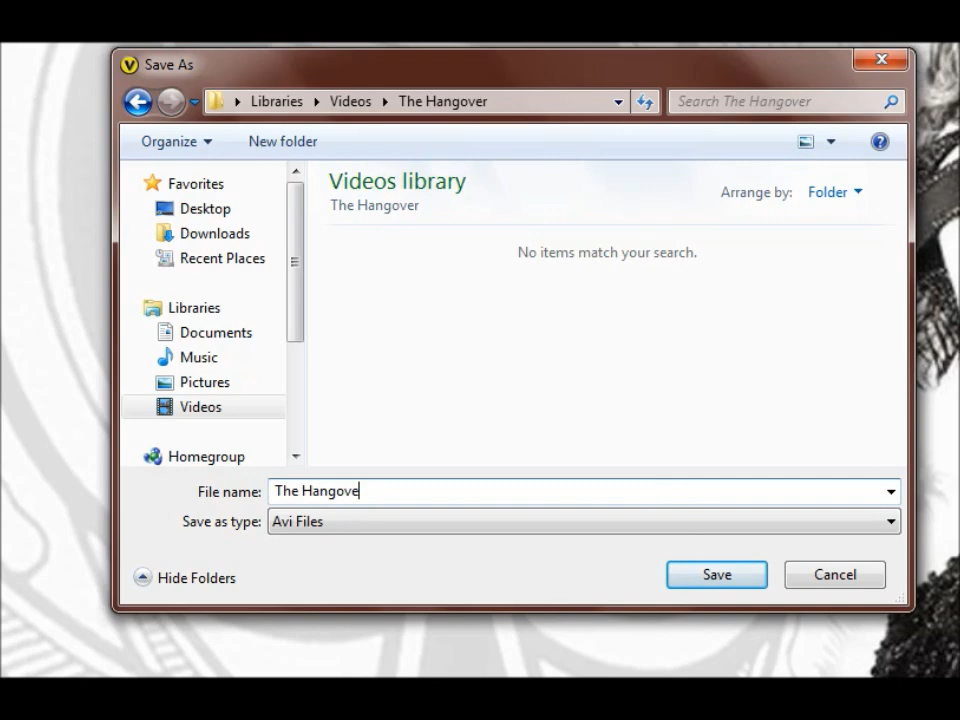 Save As
Libraries Videos The Hangover
Search The Hangover
Organize New folder
Favorites
Desktop
Downloads
Recent Places
Libraries
Documents
Music
Pictures
Videos
Homegroup
Videos library
The Hangover
Arrange by: Folder
No items match your search.
File name: The Hangove
Save as type: Avi Files
Hide Folders
Save Cancel